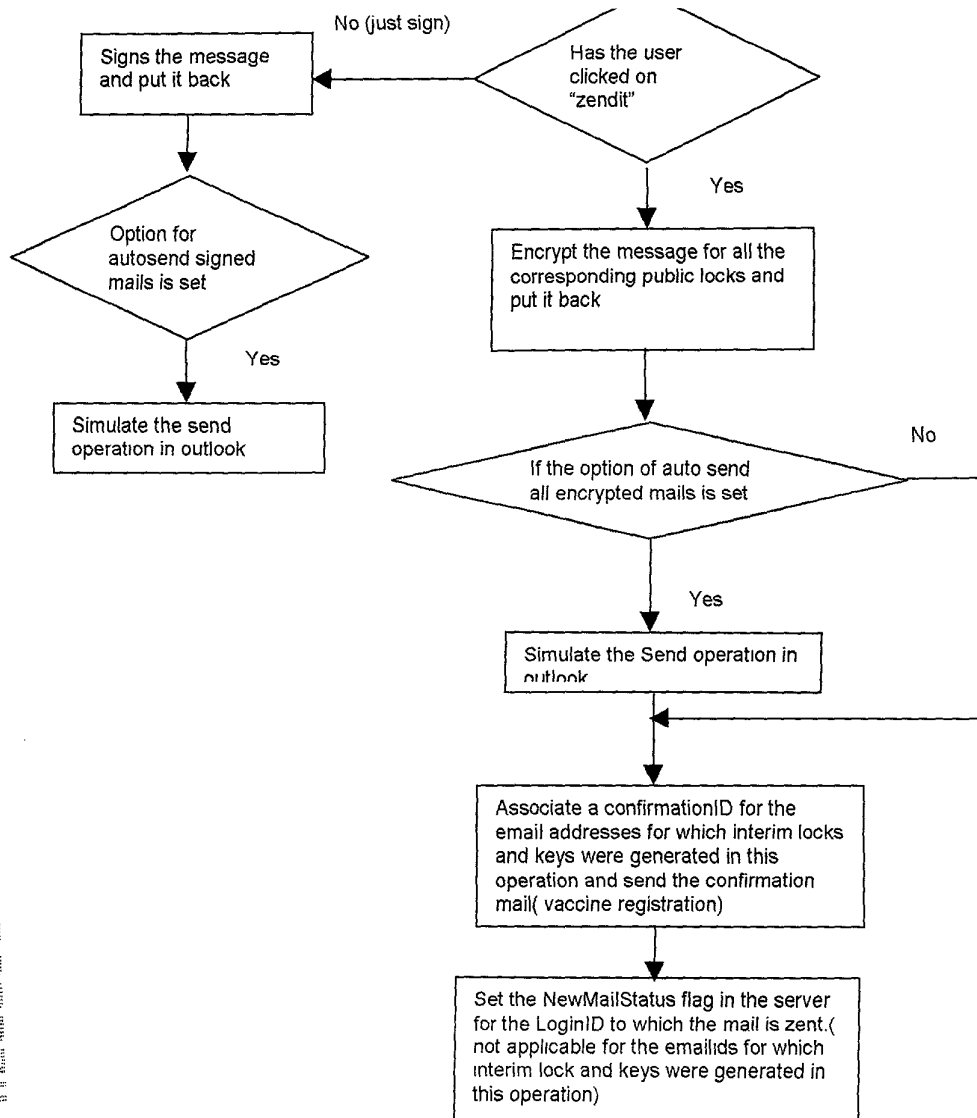 No (just sign)
Has the user
clicked on
"zendit"
Signs the message
and put it back
Yes
Option for
autosend signed
mails is set
Encrypt the message for all the
corresponding public locks and
put it back
Yes
Simulate the send
operation in outlook
No
If the option of auto send
all encrypted mails is set
Yes
Simulate the Send operation in
outlook
Associate a confirmationID for the
email addresses for which interim locks
and keys were generated in this
operation and send the confirmation
mail( vaccine registration)
Set the NewMailStatus flag in the server
for the LoginID to which the mail is zent.(
not applicable for the emailids for which
interim lock and keys were generated in
this operation)